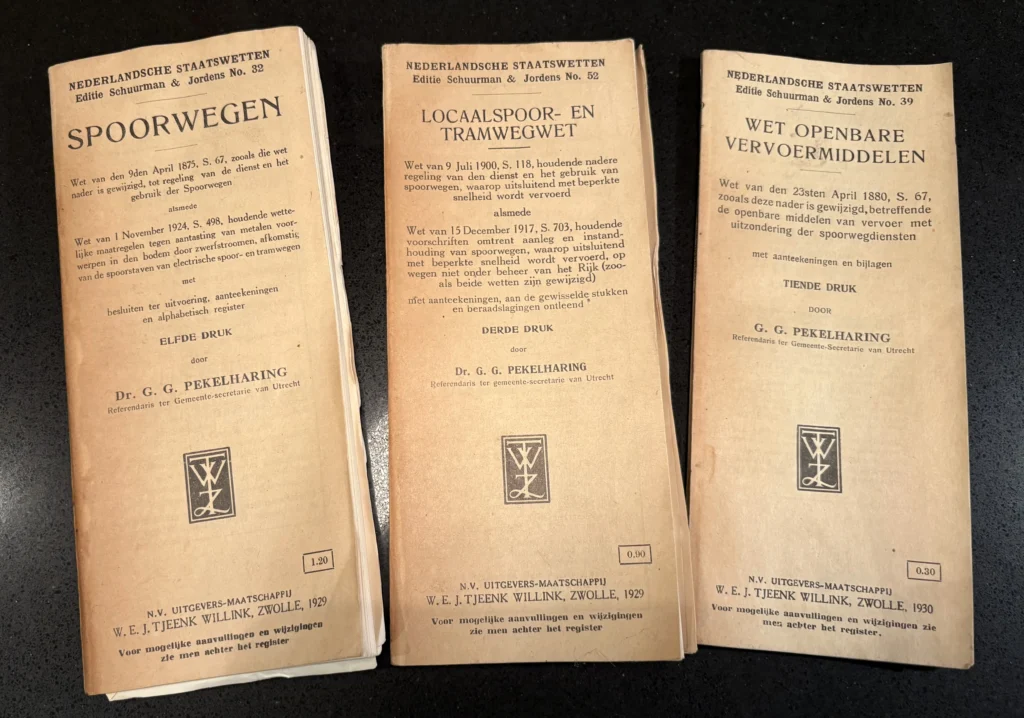 NEDERLANDSCHE STAATSWETTEN
Editie Schuurman & Jordens No. 32
SPOORWEGEN
Wet van den 9den April 1875, S. 67, zooals die wet
nader is gewijzigd, tot regeling van de dienst en het
gebruik der Spoorwegen
alsmede
Wet van 1 November 1924, S. 498, houdende wette-
lijke maatregelen tegen aantasting van metalen voor-
werpen in den bodem door zwerfstroomen, afkomstig
van de spoorstaven van electrische spoor- en tramwegen
met
besluiten ter uitvoering, aanteekeningen
en alphabetisch register
ELFDE DRUK
door
Dr. G. G. PEKELHARING
Referendaris ter Gemeente-secretarie van Utrecht
TWZ
1.20
N.V. UITGEVERS-MAATSCHAPPIJ
W. E. J. TJEENK WILLINK, ZWOLLE, 1929
Voor mogelijke aanvullingen en wijzigingen
zie men achter het register
NEDERLANDSCHE STAATSWETTEN
Editie Schuurman & Jordens No. 52
LOCAALSPOOR- EN
TRAMWEGWET
Wet van 9 Juli 1900, S. 118, houdende nadere
regeling van den dienst en het gebruik van
spoorwegen, waarop uitsluitend met beperkte
snelheid wordt vervoerd
alsmede
Wet van 15 December 1917, S. 703, houdende
voorschriften omtrent aanleg en instand-
houding van spoorwegen, waarop uitsluitend
met beperkte snelheid wordt vervoerd, op
wegen niet onder beheer van het Rijk (zoo-
als beide wetten zijn gewijzigd)
met aanteekeningen, aan de gewisselde stukken
en beraadslagingen ontleend
DERDE DRUK
door
Dr. G. G. PEKELHARING
Referendaris ter gemeente-secretarie van Utrecht
TWZ
0.90
N.V. UITGEVERS-MAATSCHAPPIJ
W. E. J. TJEENK WILLINK, ZWOLLE, 1929
Voor mogelijke aanvullingen en wijzigingen
zie men achter het register
NEDERLANDSCHE STAATSWETTEN
Editie Schuurman & Jordens No. 39
WET OPENBARE
VERVOERMIDDELEN
Wet van den 23sten April 1880, S. 67,
zooals deze nader is gewijzigd, betreffende
de openbare middelen van vervoer met
uitzondering der spoorwegdiensten
met aanteekeningen en bijlagen
TIENDE DRUK
DOOR
G. G. PEKELHARING
Referendaris ter Gemeente-Secretarie van Utrecht
TWZ
0.30
N.V. UITGEVERS-MAATSCHAPPIJ
W. E. J. TJEENK WILLINK, ZWOLLE, 1930
Voor mogelijke aanvullingen en wijzigingen zie
men achter het register.